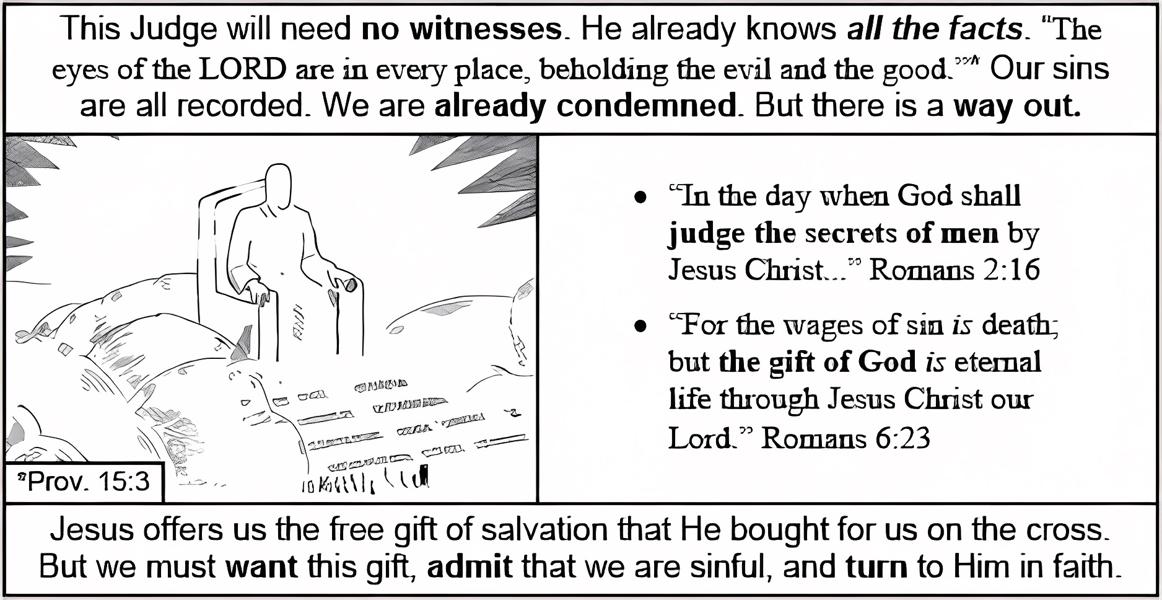 This Judge will need no witnesses. He already knows all the facts. "The
eyes of the LORD are in every place, beholding the evil and the good."^ Our sins
are all recorded. We are already condemned. But there is a way out.
"In the day when God shall
judge the secrets of men by
Jesus Christ..." Romans 2:16
"For the wages of sin is death;
but the gift of God is eternal
life through Jesus Christ our
Lord." Romans 6:23
^Prov. 15:3
Jesus offers us the free gift of salvation that He bought for us on the cross.
But we must want this gift, admit that we are sinful, and turn to Him in faith.